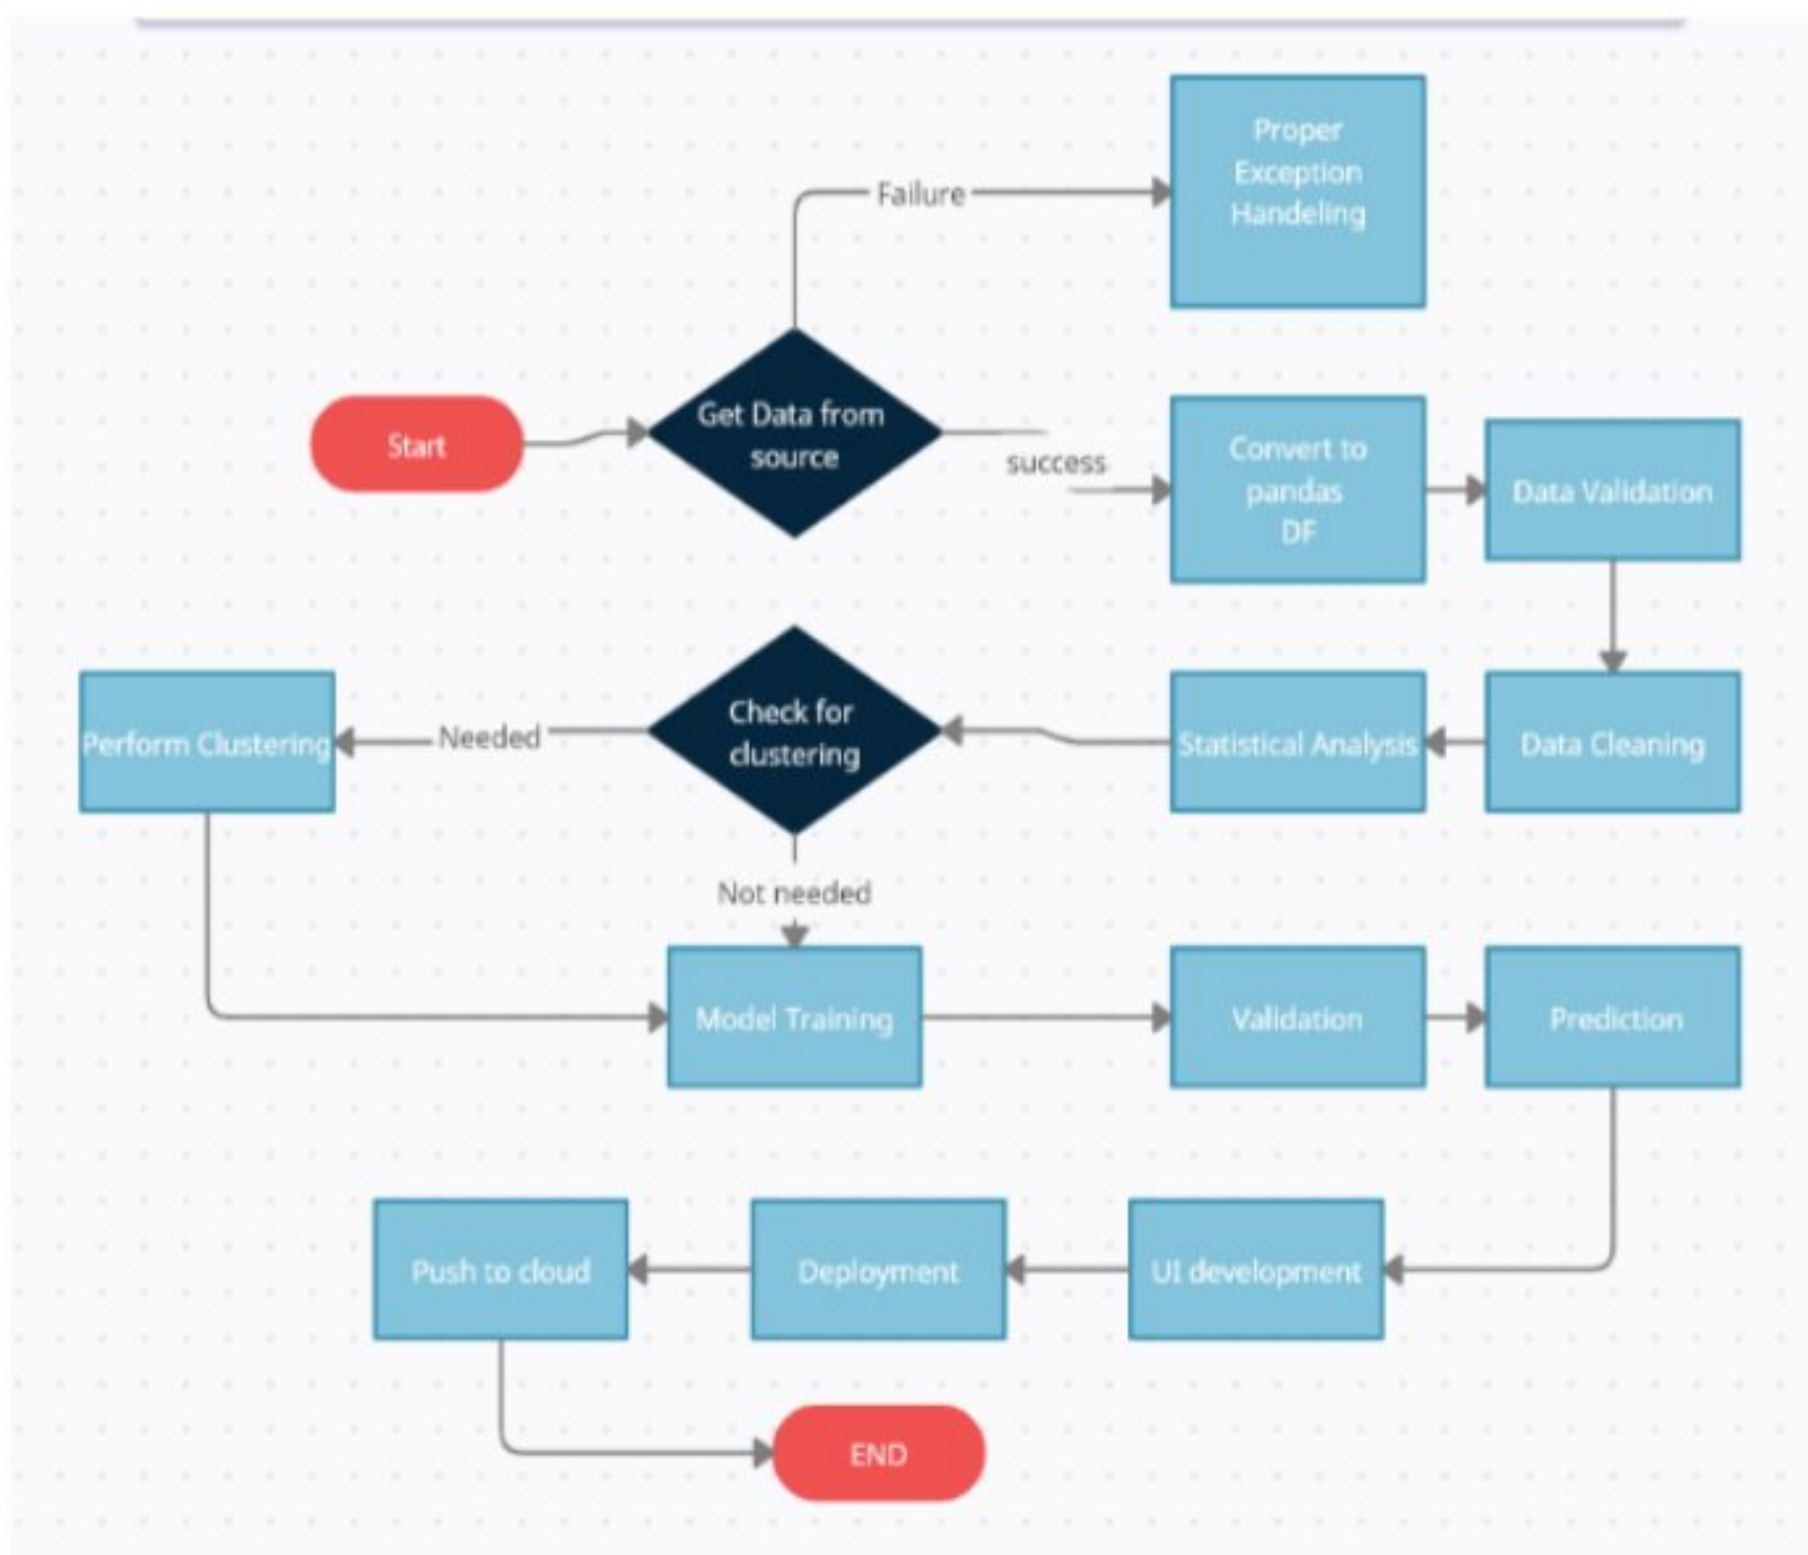 Proper
Exception
Handeling
Failure
Start
Get Data from
source
success
Convert to
pandas
DF
Data Validation
Perform Clustering
Needed
Check for
clustering
Statistical Analysis
Data Cleaning
Not needed
Model Training
Validation
Prediction
Push to cloud
Deployment
UI development
END